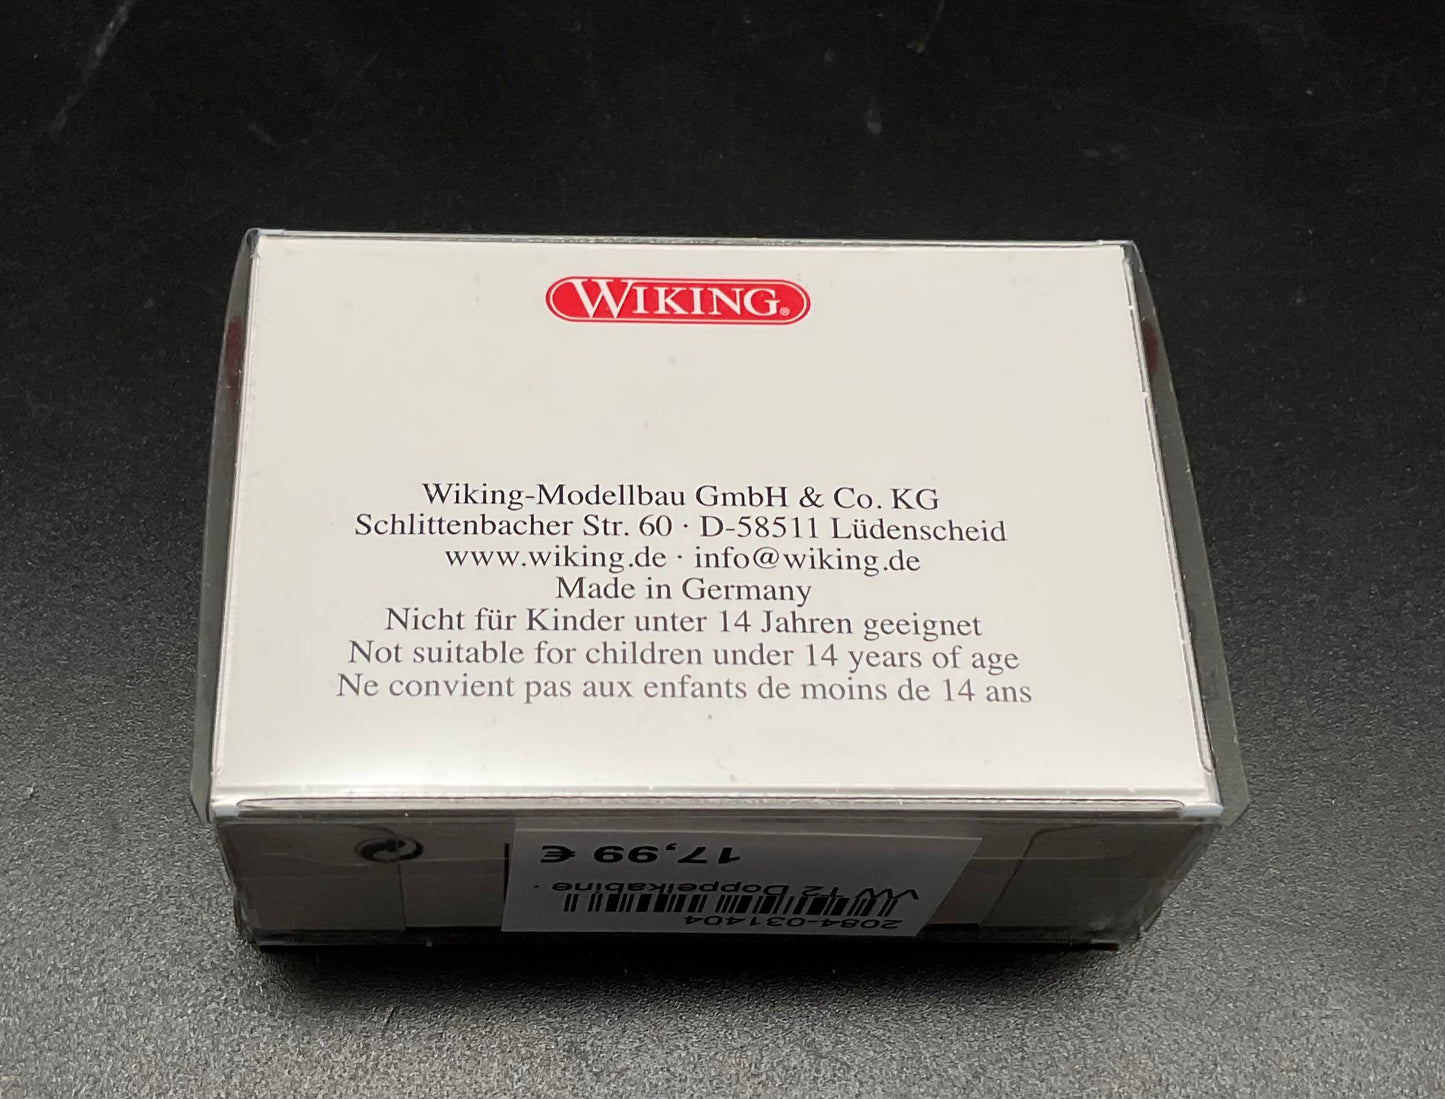 WIKING®
Wiking-Modellbau GmbH & Co. KG
Schlittenbacher Str. 60 · D-58511 Lüdenscheid
www.wiking.de · info@wiking.de
Made in Germany
Nicht für Kinder unter 14 Jahren geeignet
Not suitable for children under 14 years of age
Ne convient pas aux enfants de moins de 14 ans
2084-031404
VW T2 Doppelkabine .
17,99 €